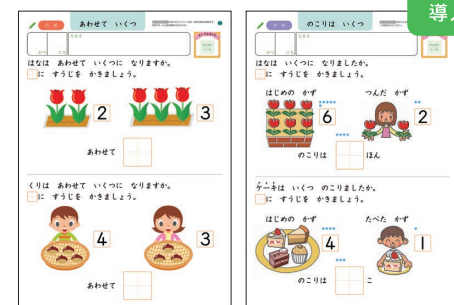 あわせて いくつ
なまえ
がつ にち
はなは あわせて いくつに なりますか。
に すうじを かきましょう。
2
3
あわせて
くりは あわせて いくつに なりますか。
に すうじを かきましょう。
4
3
あわせて
導入
のこりは いくつ
なまえ
がつ にち
はなは いくつに なりましたか。
に すうじを かきましょう。
はじめの かず
つんだ かず
6
2
のこりは
ほん
ケーキは いくつ のこりましたか。
に すうじを かきましょう。
はじめの かず
たべた かず
4
1
のこりは
こ